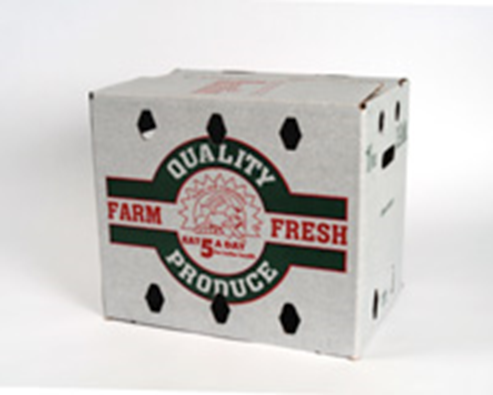 QUALITY
FARM FRESH
EAT 5 A DAY
PRODUCE